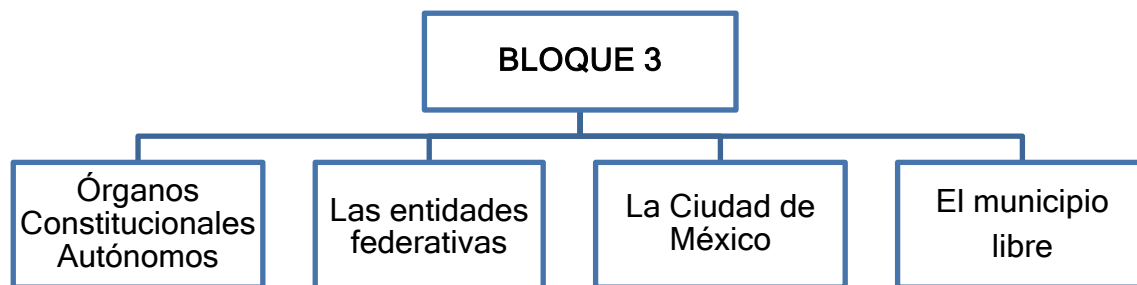 BLOQUE 3
Órganos
Constitucionales
Autónomos
Las entidades
federativas
La Ciudad de
México
El municipio
libre